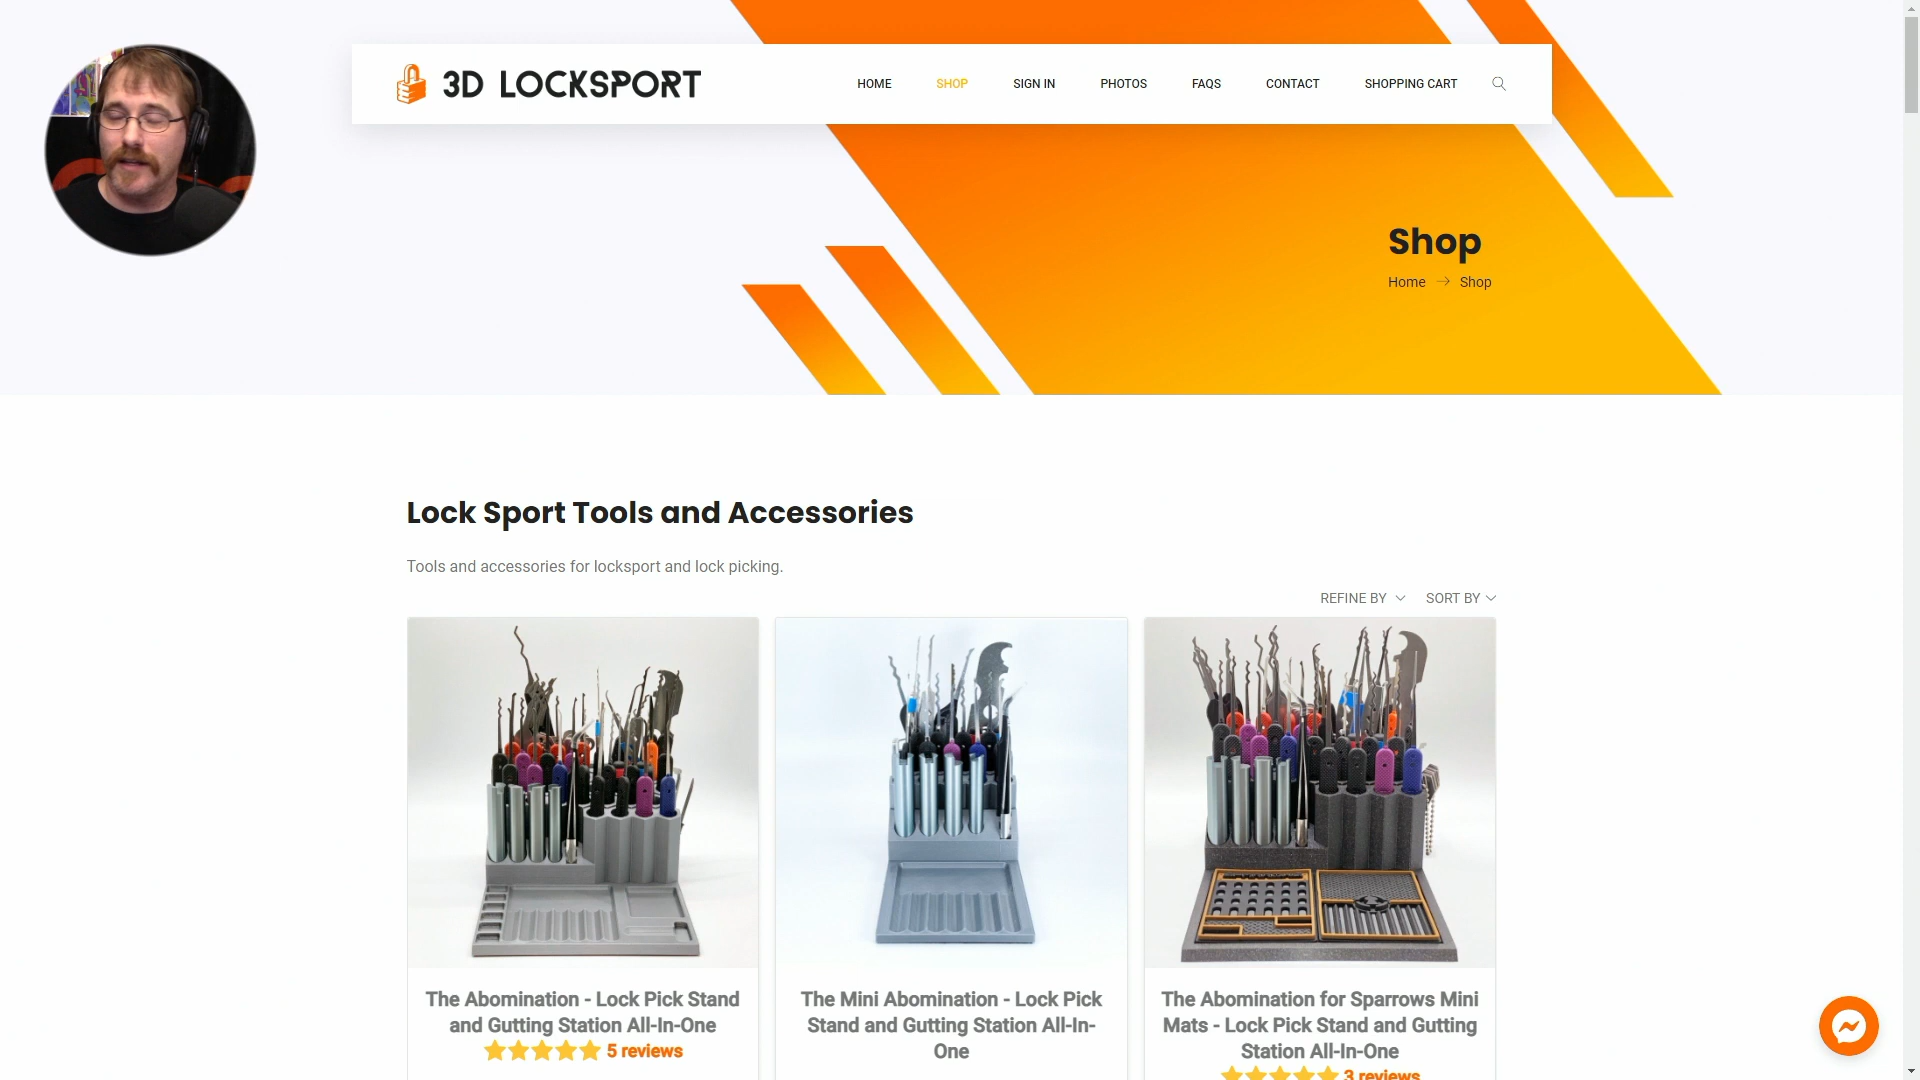 3D LOCKSPORT
HOME SHOP SIGN IN PHOTOS FAQS CONTACT SHOPPING CART
Shop
Home → Shop
Lock Sport Tools and Accessories
Tools and accessories for locksport and lock picking.
REFINE BY SORT BY
The Abomination - Lock Pick Stand
and Gutting Station All-In-One
5 reviews
The Mini Abomination - Lock Pick
Stand and Gutting Station All-In-
One
The Abomination for Sparrows Mini
Mats - Lock Pick Stand and Gutting
Station All-In-One
3 reviews